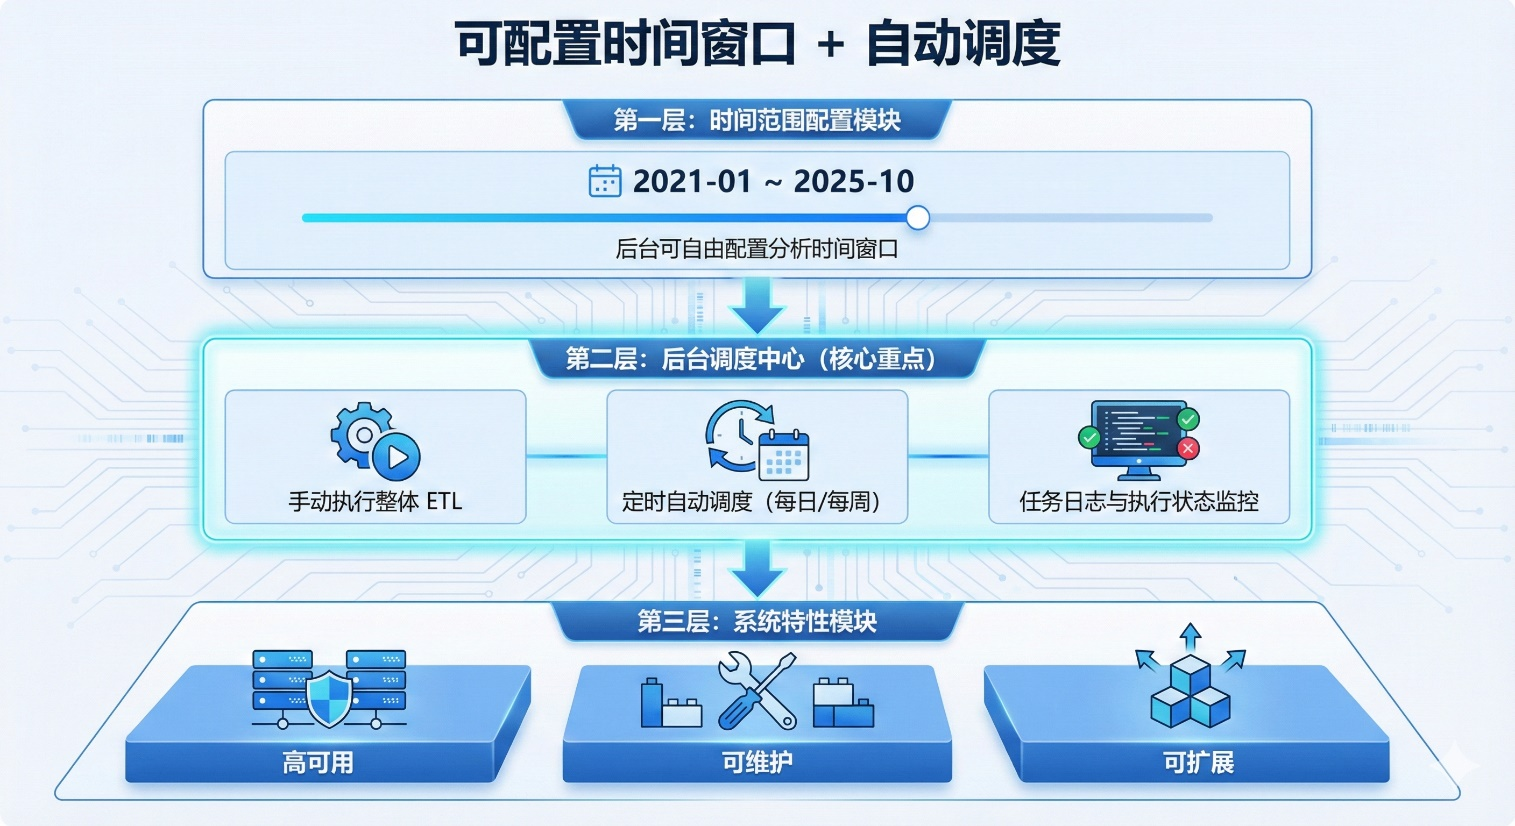 可配置时间窗口 + 自动调度
第一层：时间范围配置模块
2021-01 ~ 2025-10
后台可自由配置分析时间窗口
第二层：后台调度中心（核心重点）
手动执行整体 ETL
定时自动调度（每日/每周）
任务日志与执行状态监控
第三层：系统特性模块
高可用
可维护
可扩展